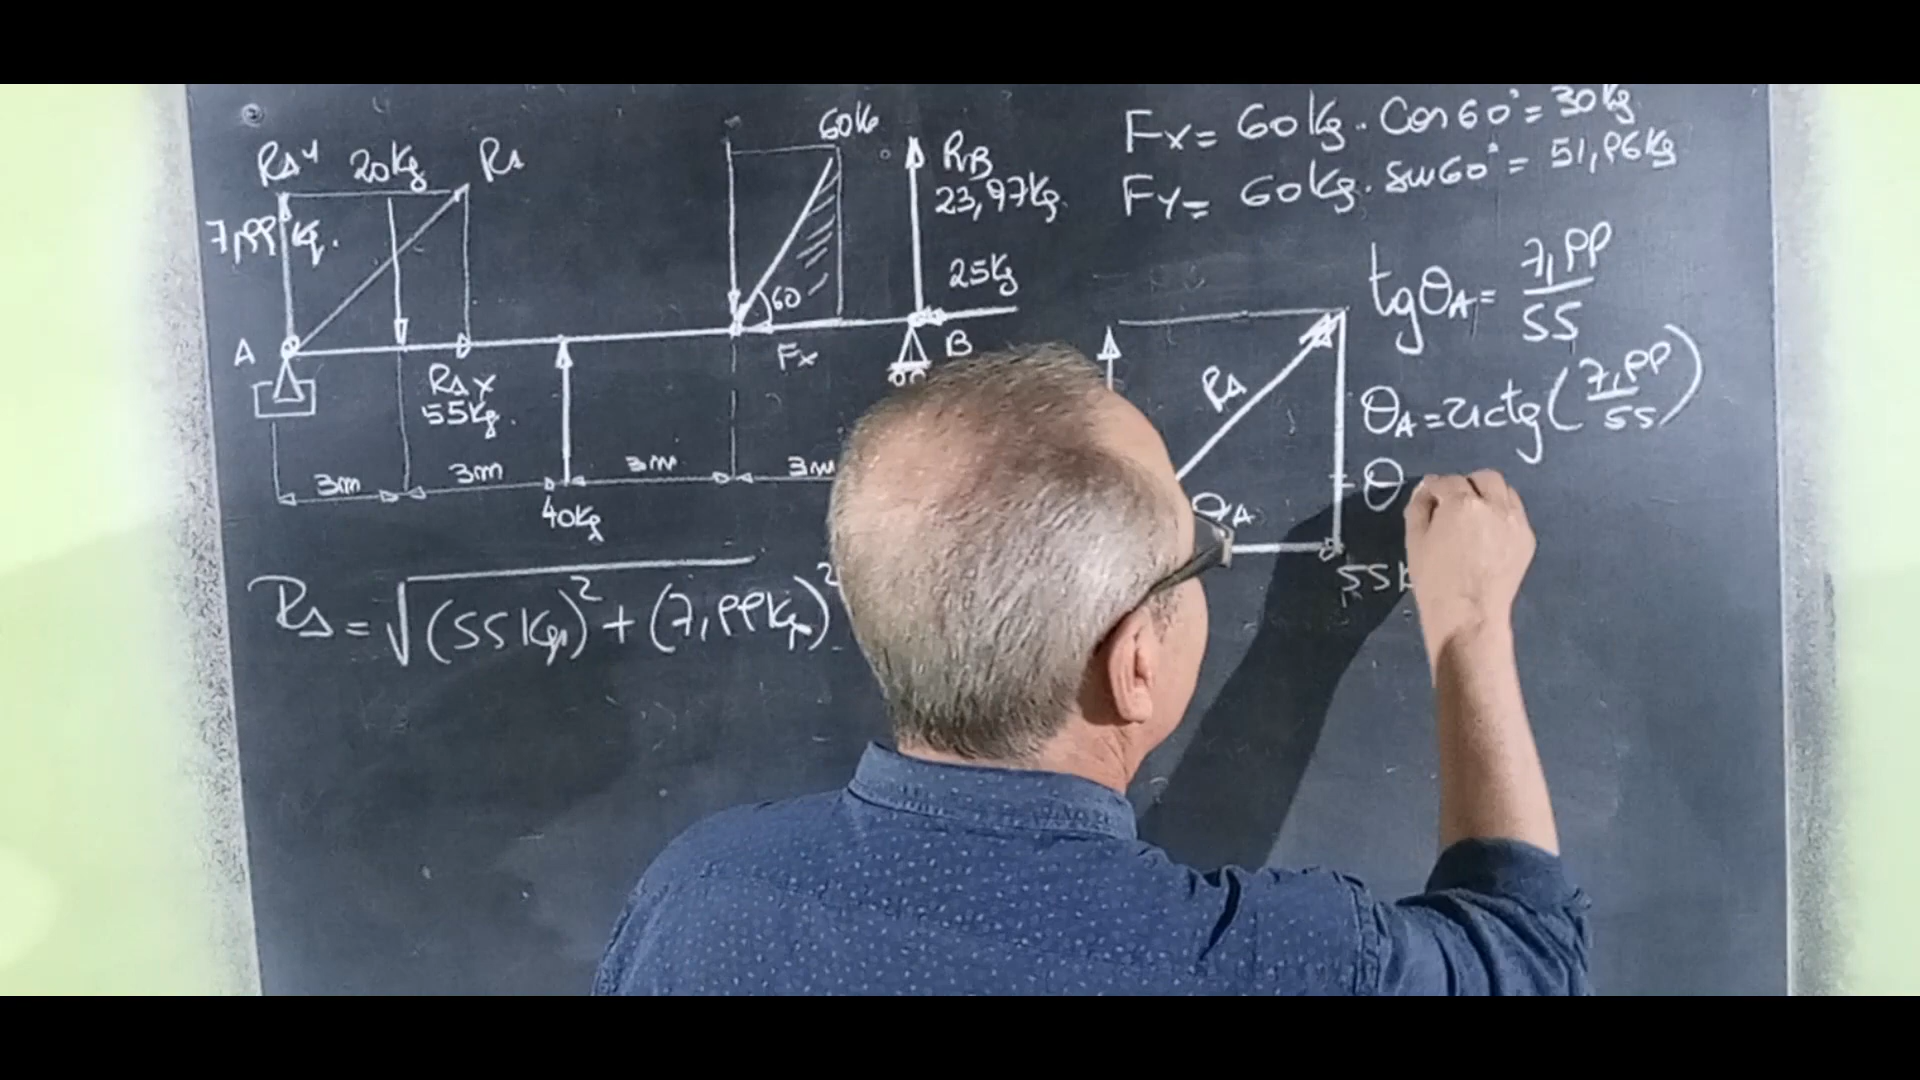 Fx = 60kg . Cos 60° = 30kg
Fy = 60kg . sen 60° = 51,96kg
RAY 20kg RA
7,99 kg.
60kg
RB
23,97kg
25kg
60
A
RAX
55kg.
Fx
B
3m 3m 3m 3m
40kg
RA = √(55kg)² + (7,99kg)²
tgθA = 7,99/55
θA = arctg(7,99/55)
θ
RA
θA
55k